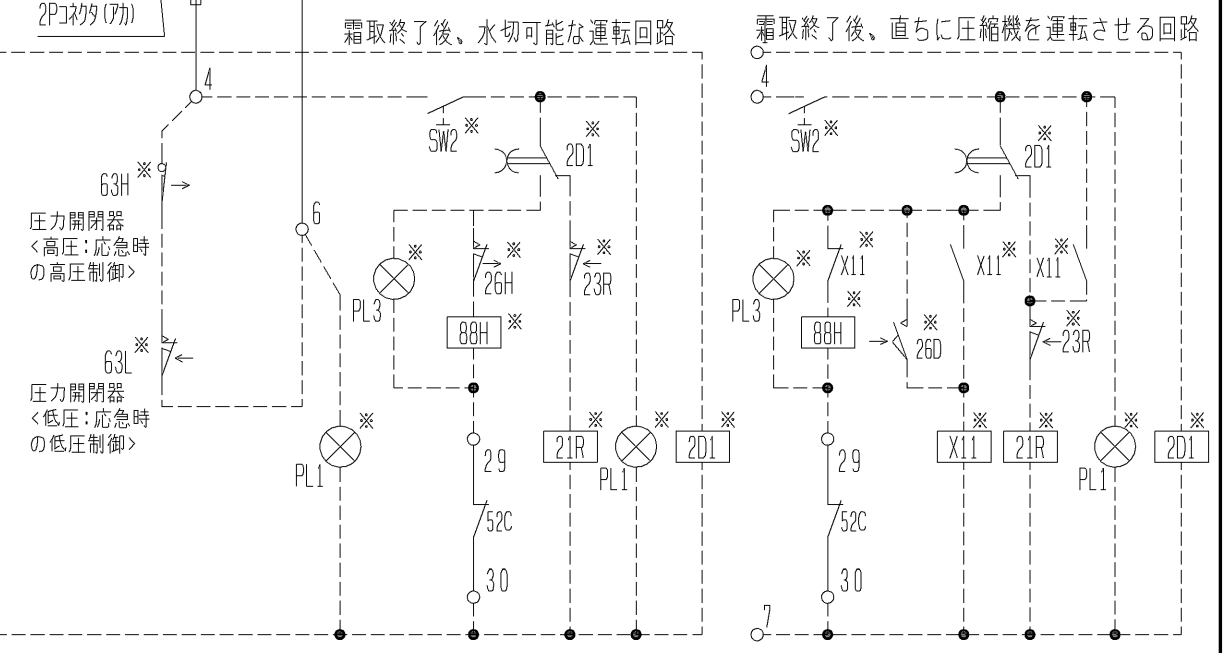 2Pコネクタ(アカ)
霜取終了後、水切可能な運転回路
霜取終了後、直ちに圧縮機を運転させる回路
4
SW2 ※
2D1 ※
63H ※
圧力開閉器
<高圧:応急時
の高圧制御>
6
PL3 ※
26H ※
23R ※
88H ※
63L ※
圧力開閉器
<低圧:応急時
の低圧制御>
PL1 ※
29
21R ※
PL1 ※
2D1 ※
52C
30
4
SW2 ※
2D1 ※
PL3 ※
X11 ※
X11 ※
X11 ※
88H ※
26D ※
23R ※
29
X11 ※
21R ※
PL1 ※
2D1 ※
52C
30
7